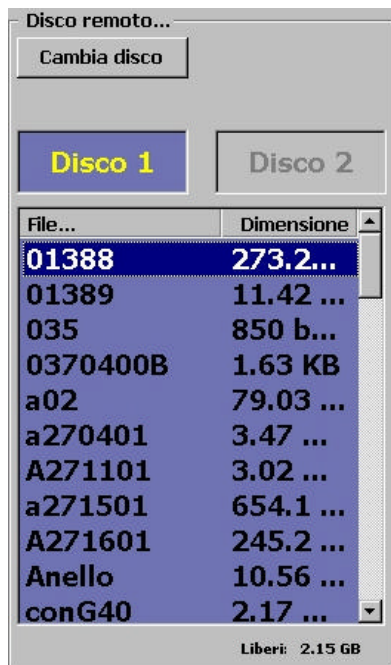 Disco remoto...
Cambia disco
Disco 1 Disco 2
File... Dimensione
01388 273.2...
01389 11.42 ...
035 850 b...
0370400B 1.63 KB
a02 79.03 ...
a270401 3.47 ...
A271101 3.02 ...
a271501 654.1 ...
A271601 245.2 ...
Anello 10.56 ...
conG40 2.17 ...
Liberi: 2.15 GB